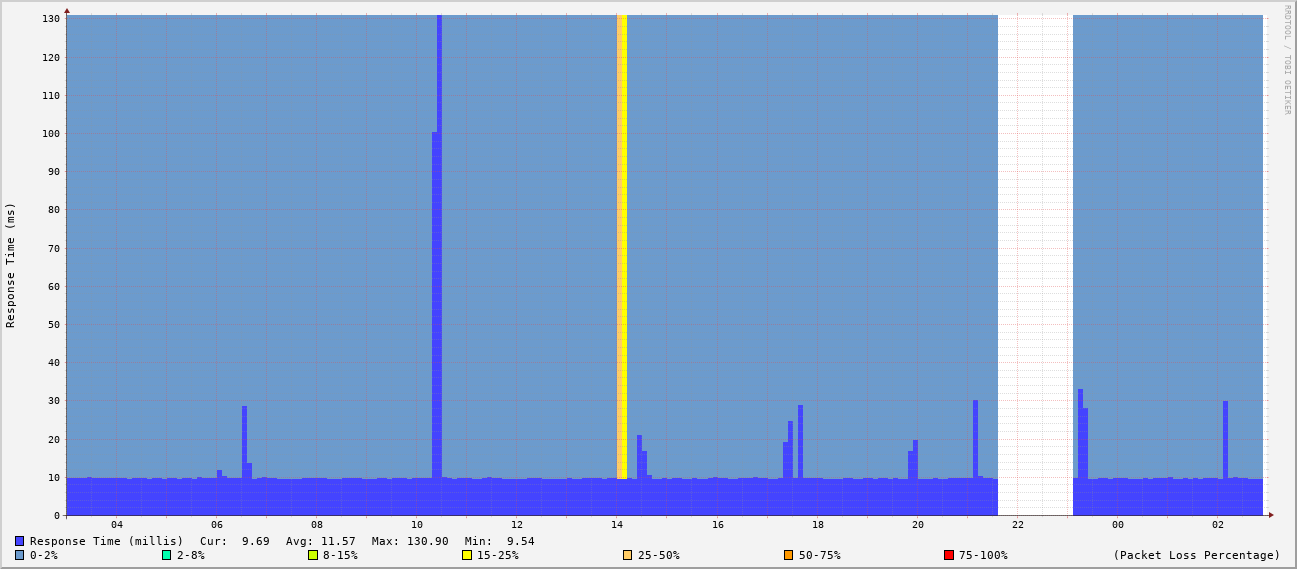 RRDTOOL / TOBI OETIKER
Response Time (ms)
130
120
110
100
90
80
70
60
50
40
30
20
10
0
04 06 08 10 12 14 16 18 20 22 00 02
Response Time (millis) Cur: 9.69 Avg: 11.57 Max: 130.90 Min: 9.54
0-2% 2-8% 8-15% 15-25% 25-50% 50-75% 75-100% (Packet Loss Percentage)